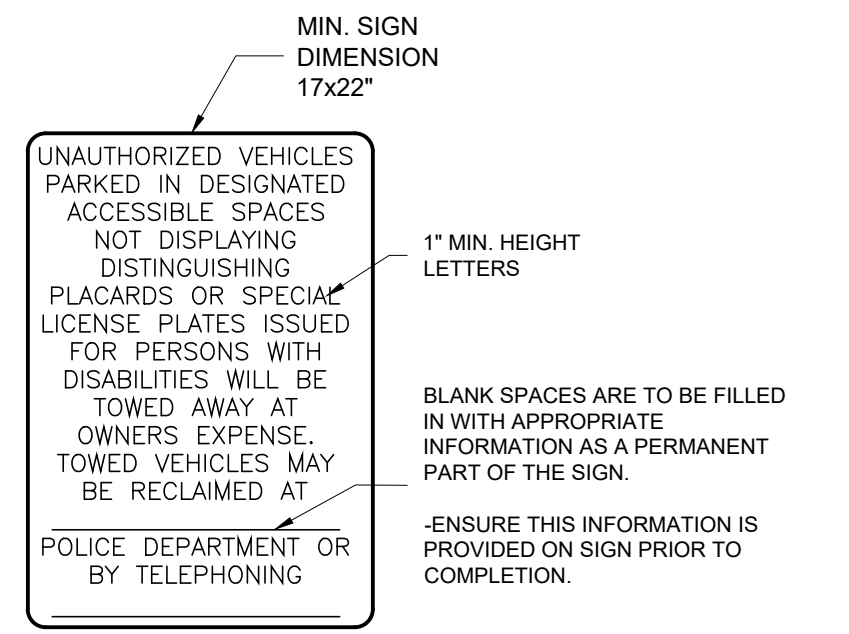 MIN. SIGN
DIMENSION
17x22"
UNAUTHORIZED VEHICLES
PARKED IN DESIGNATED
ACCESSIBLE SPACES
NOT DISPLAYING
DISTINGUISHING
PLACARDS OR SPECIAL
LICENSE PLATES ISSUED
FOR PERSONS WITH
DISABILITIES WILL BE
TOWED AWAY AT
OWNERS EXPENSE.
TOWED VEHICLES MAY
BE RECLAIMED AT
POLICE DEPARTMENT OR
BY TELEPHONING
1" MIN. HEIGHT
LETTERS
BLANK SPACES ARE TO BE FILLED
IN WITH APPROPRIATE
INFORMATION AS A PERMANENT
PART OF THE SIGN.
-ENSURE THIS INFORMATION IS
PROVIDED ON SIGN PRIOR TO
COMPLETION.